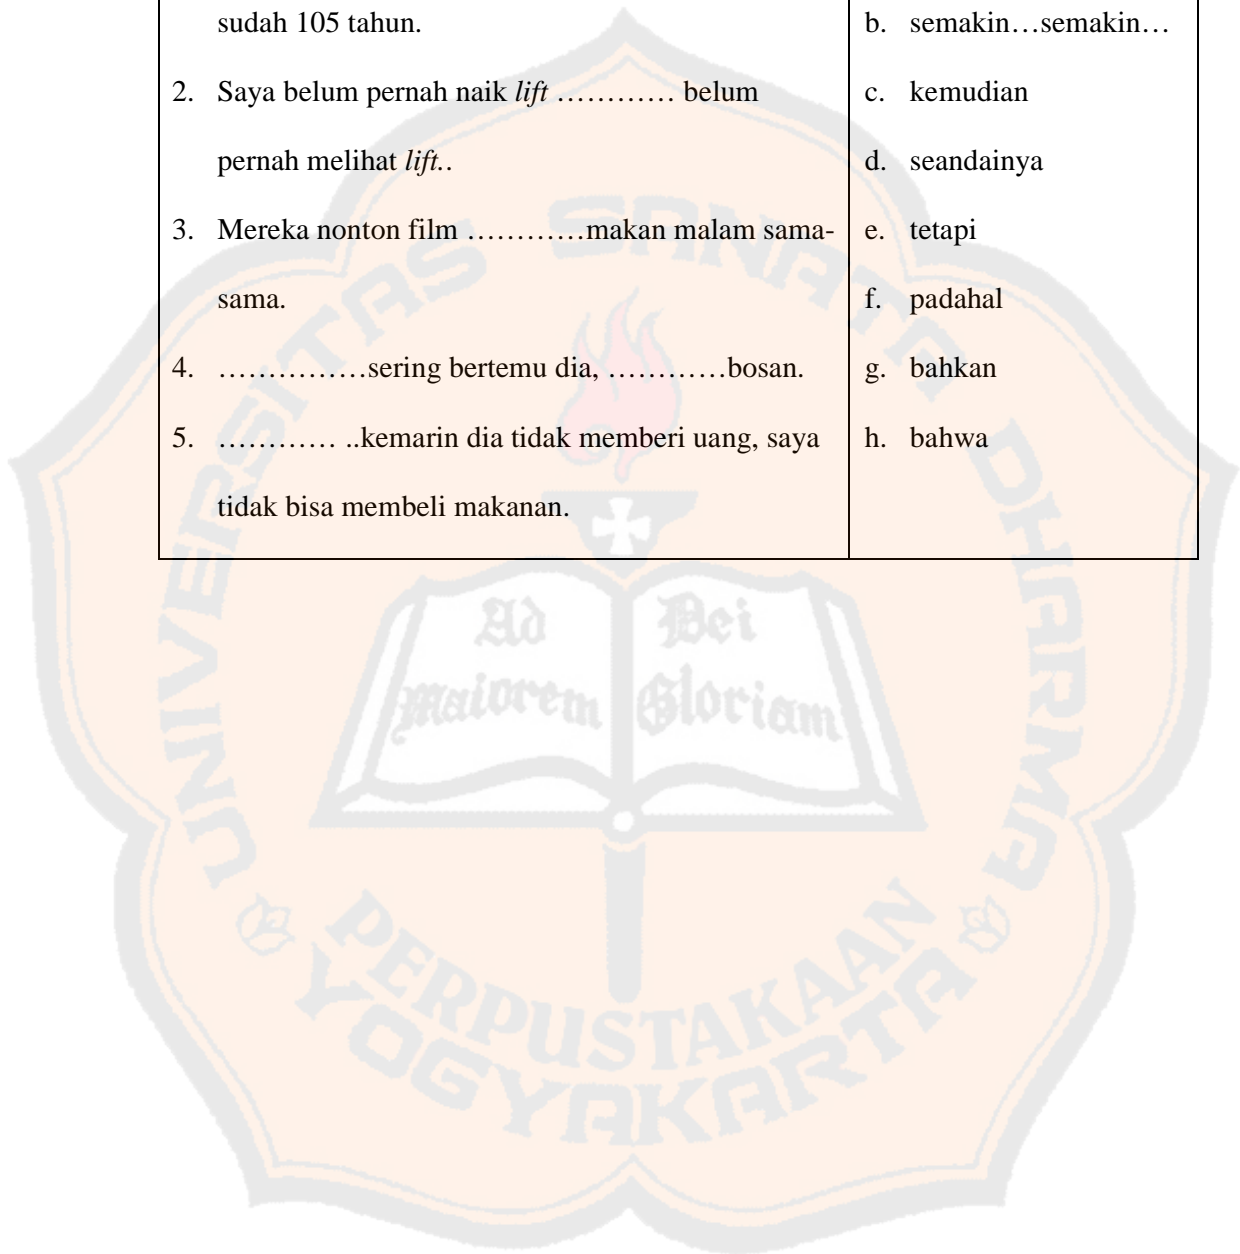 sudah 105 tahun.
2. Saya belum pernah naik lift ………… belum
pernah melihat lift..
3. Mereka nonton film …………makan malam sama-
sama.
4. ……………sering bertemu dia, …………bosan.
5. ………… ..kemarin dia tidak memberi uang, saya
tidak bisa membeli makanan.
b. semakin…semakin…
c. kemudian
d. seandainya
e. tetapi
f. padahal
g. bahkan
h. bahwa
UNIVERSITAS SANATA DHARMA
Ad Maiorem
Dei Gloriam
PERPUSTAKAAN
YOGYAKARTA